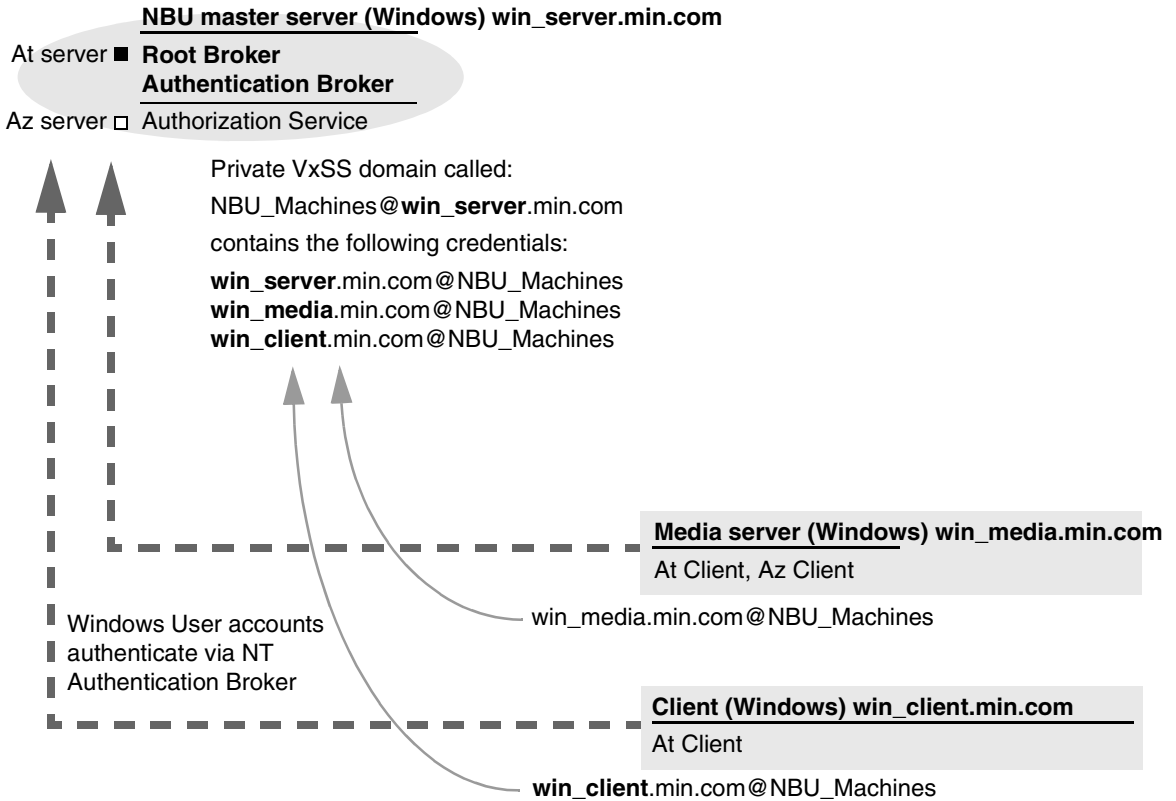 NBU master server (Windows) win_server.min.com
At server Root Broker
Authentication Broker
Az server Authorization Service
Private VxSS domain called:
NBU_Machines@win_server.min.com
contains the following credentials:
win_server.min.com@NBU_Machines
win_media.min.com@NBU_Machines
win_client.min.com@NBU_Machines
Media server (Windows) win_media.min.com
At Client, Az Client
win_media.min.com@NBU_Machines
Windows User accounts
authenticate via NT
Authentication Broker
Client (Windows) win_client.min.com
At Client
win_client.min.com@NBU_Machines